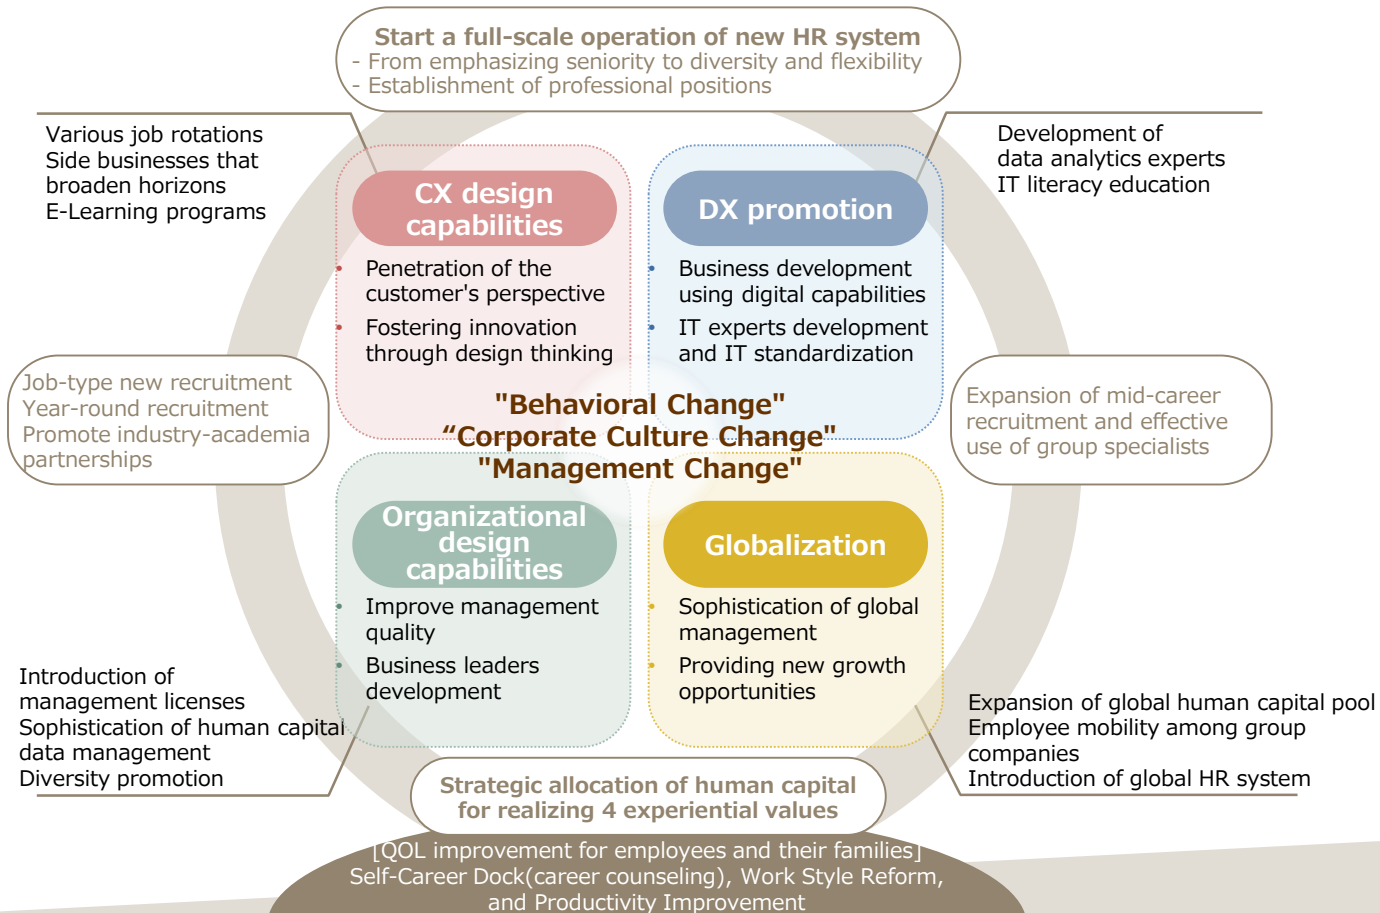 Start a full-scale operation of new HR system
- From emphasizing seniority to diversity and flexibility
- Establishment of professional positions
Various job rotations
Side businesses that
broaden horizons
E-Learning programs
Development of
data analytics experts
IT literacy education
CX design
capabilities
• Penetration of the
customer's perspective
• Fostering innovation
through design thinking
DX promotion
• Business development
using digital capabilities
• IT experts development
and IT standardization
Job-type new recruitment
Year-round recruitment
Promote industry-academia
partnerships
"Behavioral Change"
“Corporate Culture Change"
"Management Change"
Expansion of mid-career
recruitment and effective
use of group specialists
Organizational
design
capabilities
• Improve management
quality
• Business leaders
development
Globalization
• Sophistication of global
management
• Providing new growth
opportunities
Introduction of
management licenses
Sophistication of human capital
data management
Diversity promotion
Expansion of global human capital pool
Employee mobility among group
companies
Introduction of global HR system
Strategic allocation of human capital
for realizing 4 experiential values
[QOL improvement for employees and their families]
Self-Career Dock(career counseling), Work Style Reform,
and Productivity Improvement